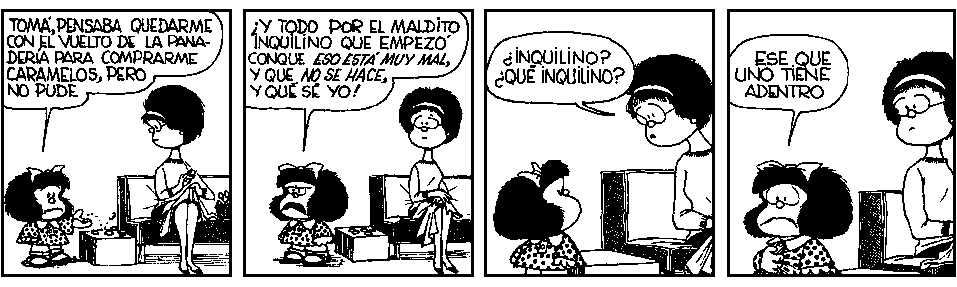 TOMÁ, PENSABA QUEDARME
CON EL VUELTO DE LA PANA-
DERÍA PARA COMPRARME
CARAMELOS, PERO
NO PUDE
¡Y TODO POR EL MALDITO
INQUILINO QUE EMPEZÓ
CONQUE ESO ESTÁ MUY MAL,
Y QUE NO SE HACE,
Y QUÉ SÉ YO!
¿INQUILINO?
¿QUÉ INQUILINO?
ESE QUE
UNO TIENE
ADENTRO